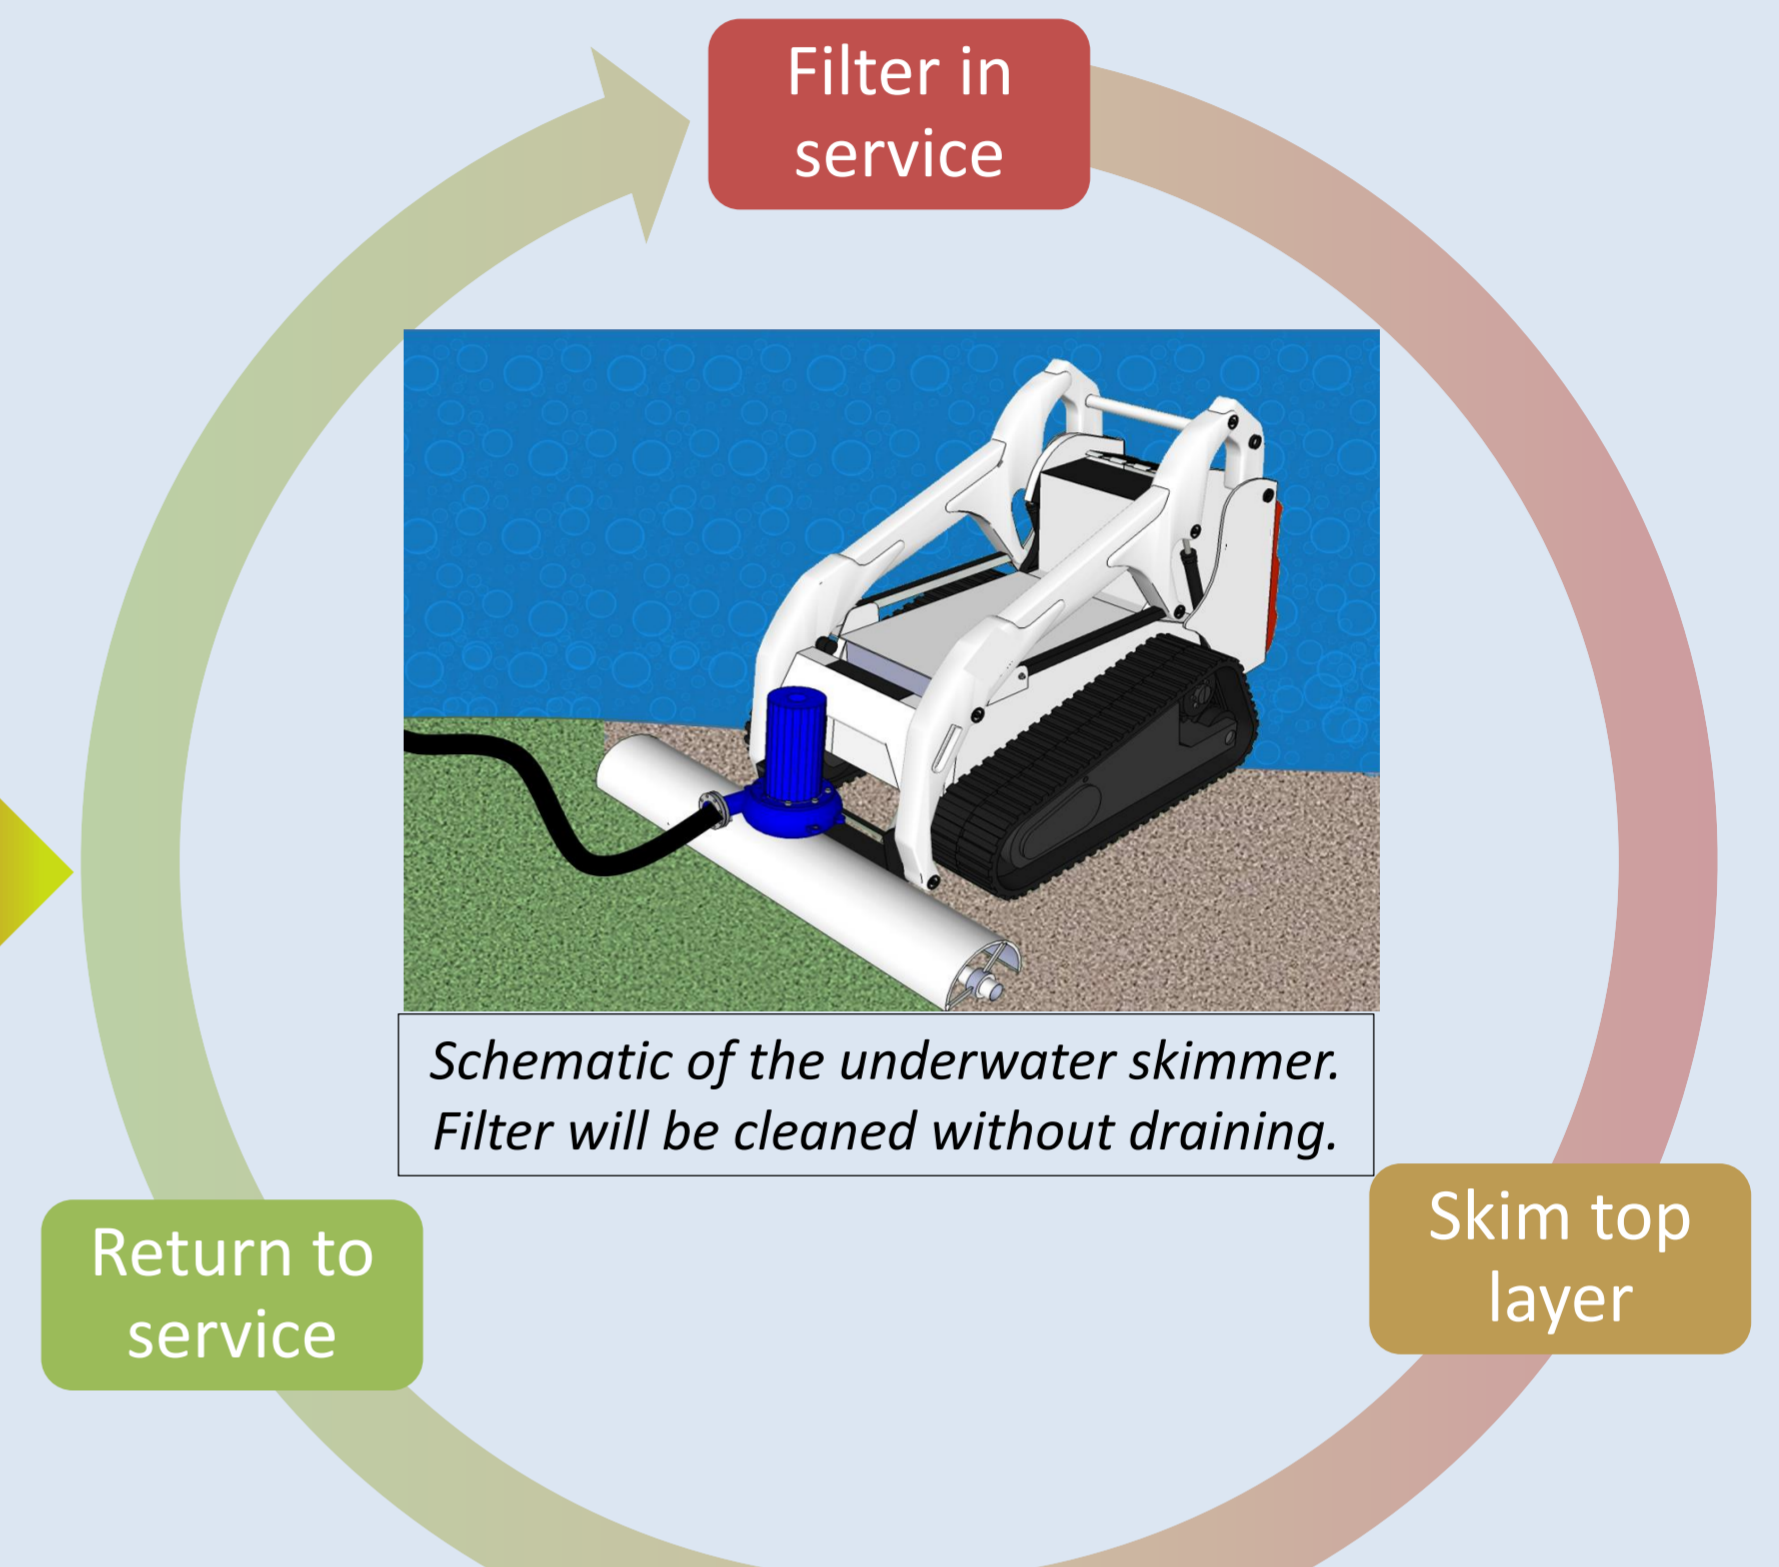 Filter in
service
Schematic of the underwater skimmer.
Filter will be cleaned without draining.
Skim top
layer
Return to
service